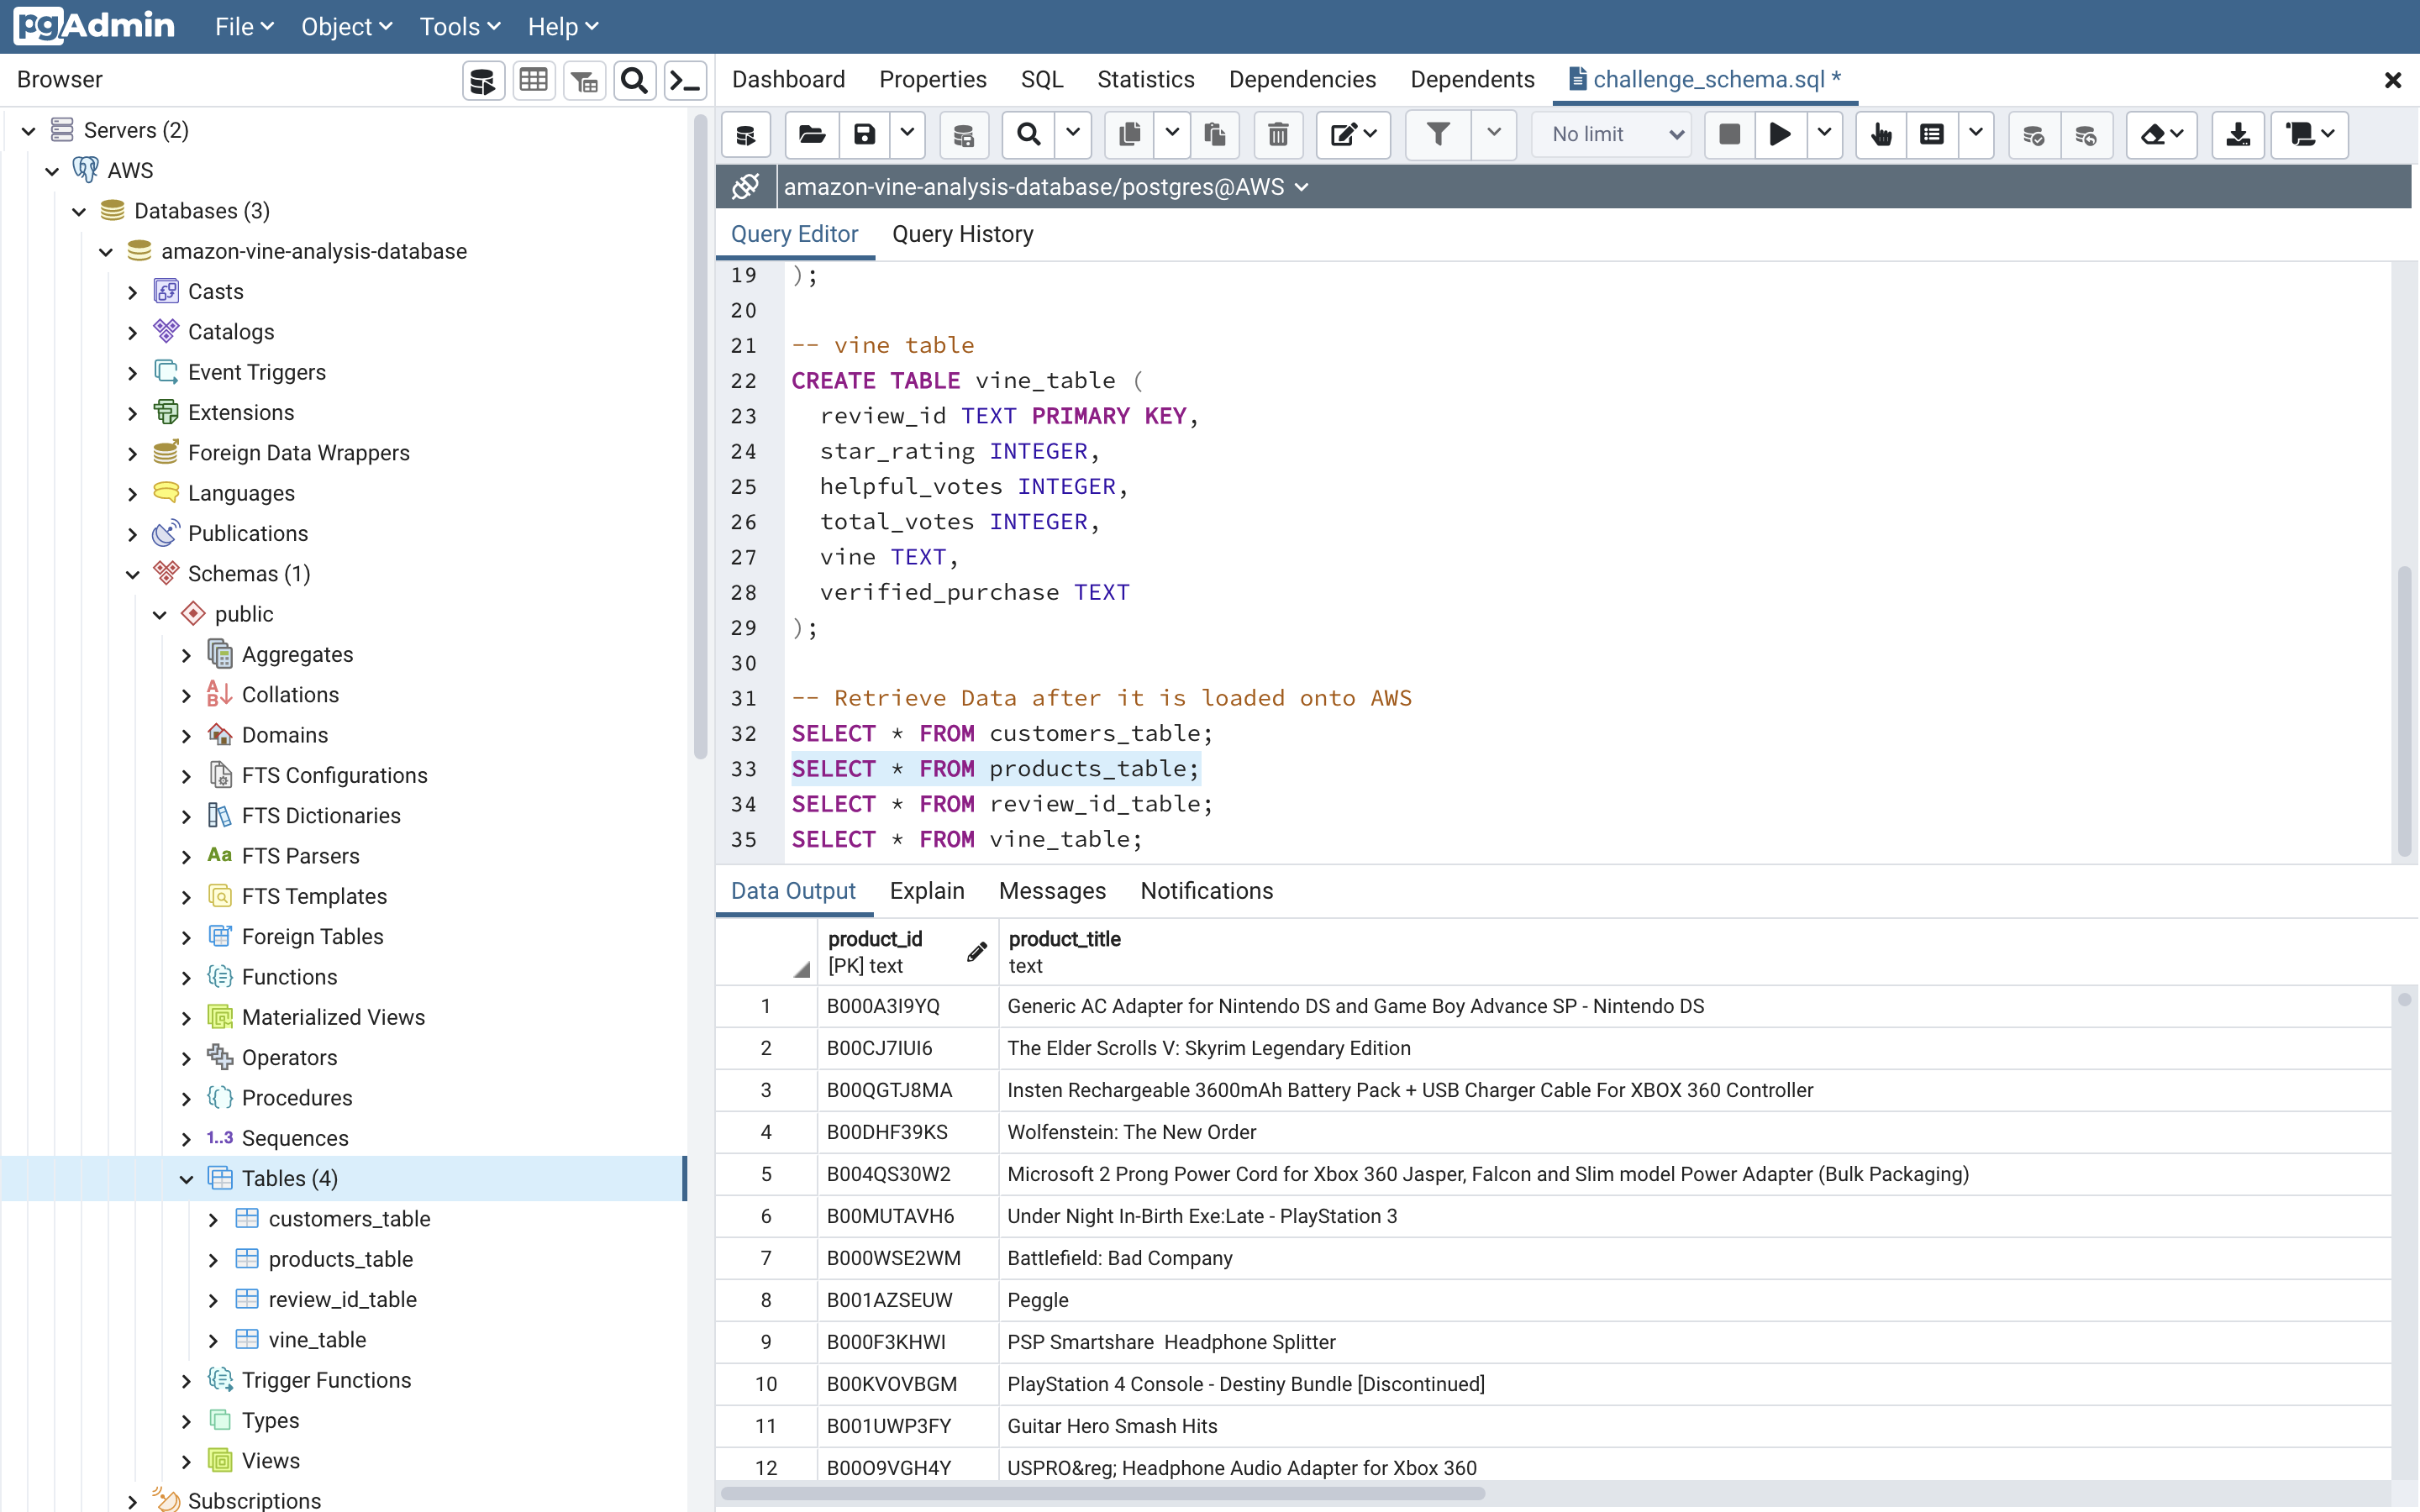 pgAdmin File Object Tools Help
Browser
Dashboard Properties SQL Statistics Dependencies Dependents challenge_schema.sql *
No limit
amazon-vine-analysis-database/postgres@AWS
Servers (2)
AWS
Databases (3)
amazon-vine-analysis-database
Casts
Catalogs
Event Triggers
Extensions
Foreign Data Wrappers
Languages
Publications
Schemas (1)
public
Aggregates
Collations
Domains
FTS Configurations
FTS Dictionaries
Aa FTS Parsers
FTS Templates
Foreign Tables
Functions
Materialized Views
Operators
Procedures
1..3 Sequences
Tables (4)
customers_table
products_table
review_id_table
vine_table
Trigger Functions
Types
Views
Subscriptions
Query Editor Query History
19 );
20
21 -- vine table
22 CREATE TABLE vine_table (
23 review_id TEXT PRIMARY KEY,
24 star_rating INTEGER,
25 helpful_votes INTEGER,
26 total_votes INTEGER,
27 vine TEXT,
28 verified_purchase TEXT
29 );
30
31 -- Retrieve Data after it is loaded onto AWS
32 SELECT * FROM customers_table;
33 SELECT * FROM products_table;
34 SELECT * FROM review_id_table;
35 SELECT * FROM vine_table;
Data Output Explain Messages Notifications
product_id product_title
[PK] text text
1 B000A3I9YQ Generic AC Adapter for Nintendo DS and Game Boy Advance SP - Nintendo DS
2 B00CJ7IUI6 The Elder Scrolls V: Skyrim Legendary Edition
3 B00QGTJ8MA Insten Rechargeable 3600mAh Battery Pack + USB Charger Cable For XBOX 360 Controller
4 B00DHF39KS Wolfenstein: The New Order
5 B004QS30W2 Microsoft 2 Prong Power Cord for Xbox 360 Jasper, Falcon and Slim model Power Adapter (Bulk Packaging)
6 B00MUTAVH6 Under Night In-Birth Exe:Late - PlayStation 3
7 B000WSE2WM Battlefield: Bad Company
8 B001AZSEUW Peggle
9 B000F3KHWI PSP Smartshare  Headphone Splitter
10 B00KVOVBGM PlayStation 4 Console - Destiny Bundle [Discontinued]
11 B001UWP3FY Guitar Hero Smash Hits
12 B00O9VGH4Y USPRO&reg; Headphone Audio Adapter for Xbox 360